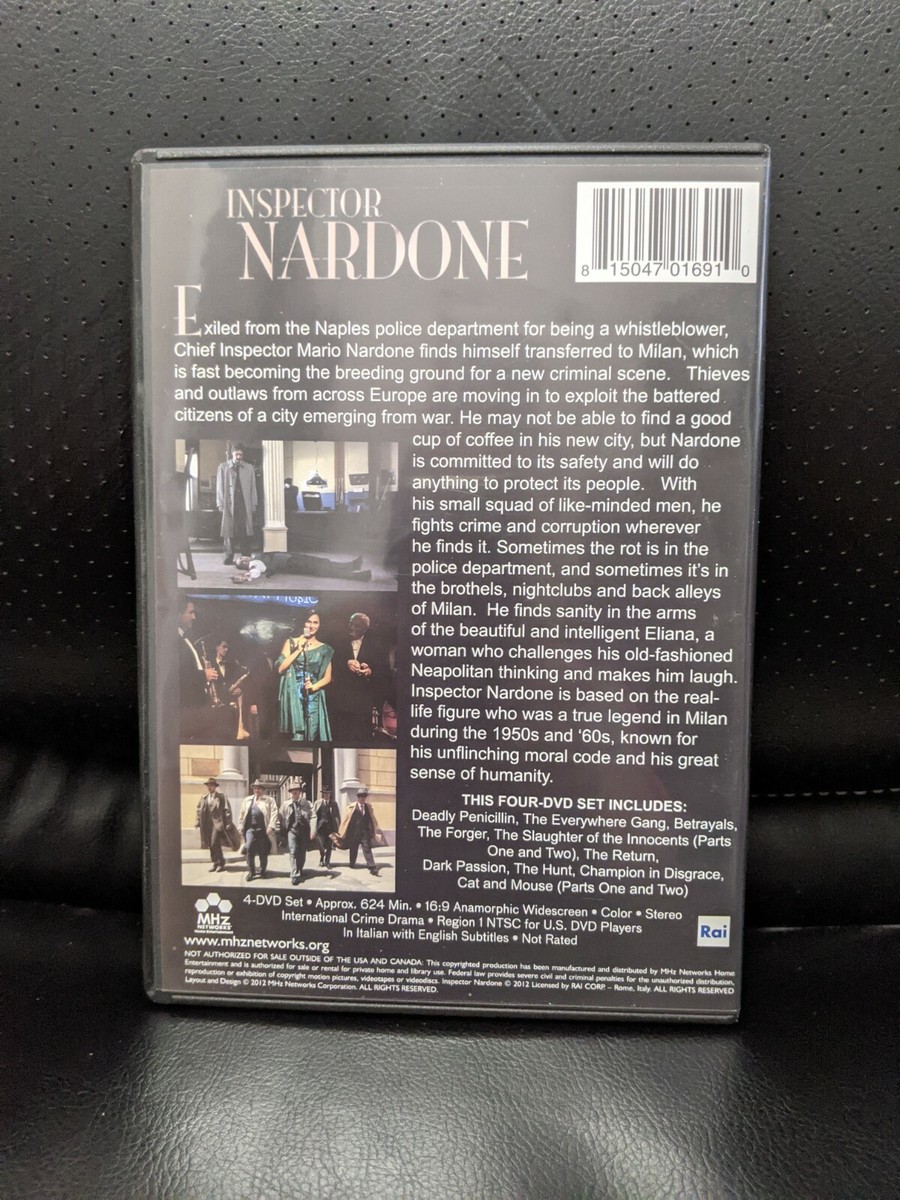 INSPECTOR
NARDONE
8 15047 01691 0
Exiled from the Naples police department for being a whistleblower,
Chief Inspector Mario Nardone finds himself transferred to Milan, which
is fast becoming the breeding ground for a new criminal scene. Thieves
and outlaws from across Europe are moving in to exploit the battered
citizens of a city emerging from war. He may not be able to find a good
cup of coffee in his new city, but Nardone
is committed to its safety and will do
anything to protect its people. With
his small squad of like-minded men, he
fights crime and corruption wherever
he finds it. Sometimes the rot is in the
police department, and sometimes it's in
the brothels, nightclubs and back alleys
of Milan. He finds sanity in the arms
of the beautiful and intelligent Eliana, a
woman who challenges his old-fashioned
Neapolitan thinking and makes him laugh.
Inspector Nardone is based on the real-
life figure who was a true legend in Milan
during the 1950s and '60s, known for
his unflinching moral code and his great
sense of humanity.
THIS FOUR-DVD SET INCLUDES:
Deadly Penicillin, The Everywhere Gang, Betrayals,
The Forger, The Slaughter of the Innocents (Parts
One and Two), The Return,
Dark Passion, The Hunt, Champion in Disgrace,
Cat and Mouse (Parts One and Two)
MHz
NETWORKS
4-DVD Set • Approx. 624 Min. • 16:9 Anamorphic Widescreen • Color • Stereo
International Crime Drama • Region 1 NTSC for U.S. DVD Players
In Italian with English Subtitles • Not Rated
Rai
www.mhznetworks.org
NOT AUTHORIZED FOR SALE OUTSIDE OF THE USA AND CANADA: This copyrighted production has been manufactured and distributed by MHz Networks Home
Entertainment and is authorized for sale or rental for private home and library use. Federal law provides severe civil and criminal penalties for the unauthorized distribution,
reproduction or exhibition of copyright motion pictures, videotapes or videodiscs. Inspector Nardone © 2012 Licensed by RAI CORP. – Rome, Italy. ALL RIGHTS RESERVED
Layout and Design © 2012 MHz Networks Corporation. ALL RIGHTS RESERVED.